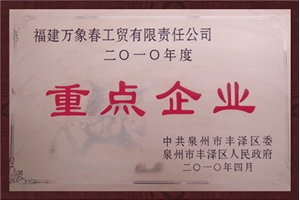 福建万象春工贸有限责任公司
二〇一〇年度
重点企业
中共泉州市丰泽区委
泉州市丰泽区人民政府
二〇一〇年四月